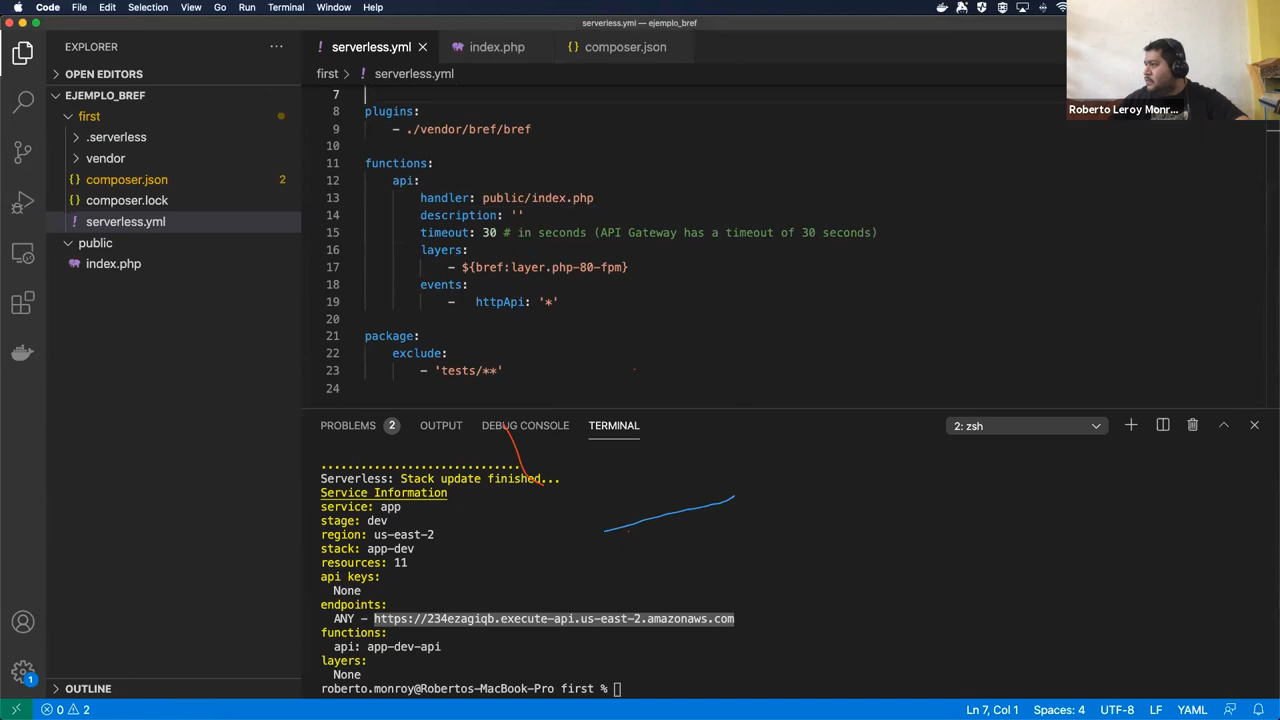 Code File Edit Selection View Go Run Terminal Window Help
serverless.yml — ejemplo_bref
EXPLORER
serverless.yml
index.php
composer.json
OPEN EDITORS
first
serverless.yml
EJEMPLO_BREF
first
.serverless
vendor
composer.json 2
composer.lock
serverless.yml
public
index.php
7
8 plugins:
9 - ./vendor/bref/bref
10
11 functions:
12 api:
13 handler: public/index.php
14 description: ''
15 timeout: 30 # in seconds (API Gateway has a timeout of 30 seconds)
16 layers:
17 - ${bref:layer.php-80-fpm}
18 events:
19 - httpApi: '*'
20
21 package:
22 exclude:
23 - 'tests/**'
24
Roberto Leroy Monr...
PROBLEMS 2 OUTPUT DEBUG CONSOLE TERMINAL 2: zsh
..............................
Serverless: Stack update finished...
Service Information
service: app
stage: dev
region: us-east-2
stack: app-dev
resources: 11
api keys:
None
endpoints:
ANY - https://234ezagiqb.execute-api.us-east-2.amazonaws.com
functions:
api: app-dev-api
layers:
None
roberto.monroy@Robertos-MacBook-Pro first %
OUTLINE
1
0 2 Ln 7, Col 1 Spaces: 4 UTF-8 LF YAML